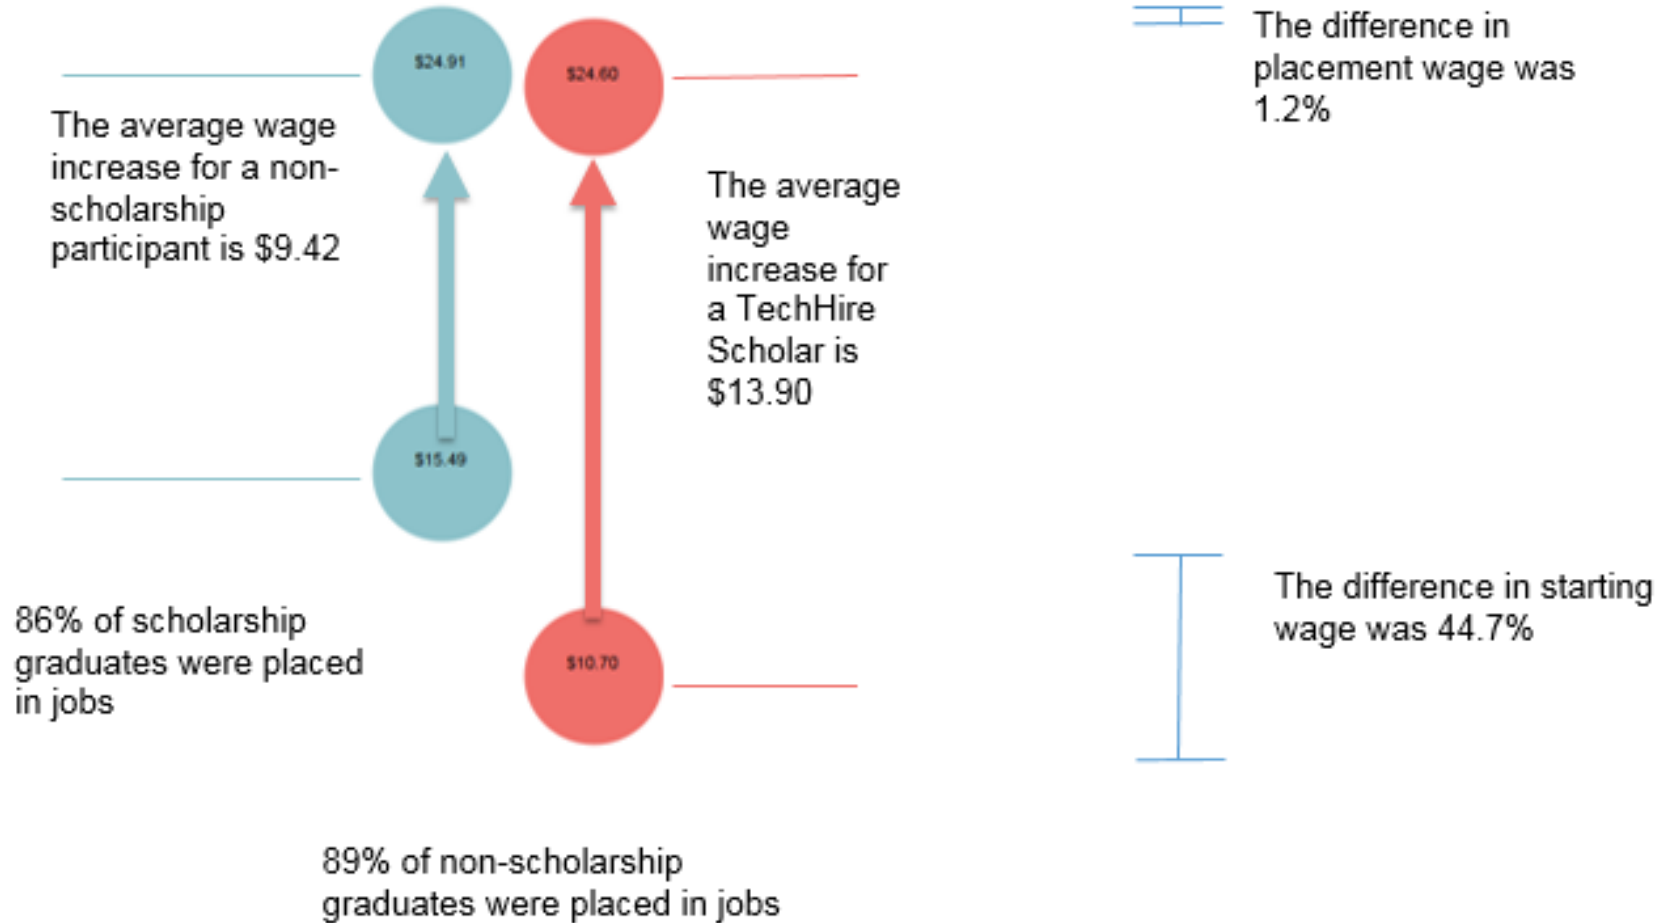 $24.91
$24.60
The average wage
increase for a non-
scholarship
participant is $9.42
The average
wage
increase for
a TechHire
Scholar is
$13.90
The difference in
placement wage was
1.2%
$15.49
$10.70
86% of scholarship
graduates were placed
in jobs
The difference in starting
wage was 44.7%
89% of non-scholarship
graduates were placed in jobs